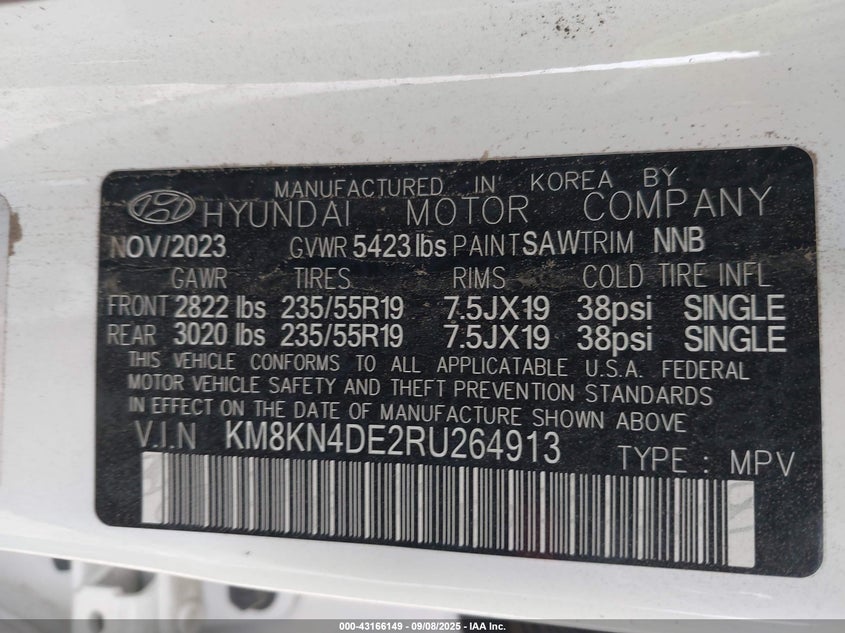 MANUFACTURED IN KOREA BY
HYUNDAI MOTOR COMPANY
NOV/2023 GVWR 5423 lbs PAINT SAW TRIM NNB
GAWR TIRES RIMS COLD TIRE INFL
FRONT 2822 lbs 235/55R19 7.5JX19 38psi SINGLE
REAR 3020 lbs 235/55R19 7.5JX19 38psi SINGLE
THIS VEHICLE CONFORMS TO ALL APPLICATABLE U.S.A. FEDERAL
MOTOR VEHICLE SAFETY AND THEFT PREVENTION STANDARDS
IN EFFECT ON THE DATE OF MANUFACTURE SHOWN ABOVE
V.I.N KM8KN4DE2RU264913 TYPE : MPV
000-43166149 - 09/08/2025 - IAA Inc.